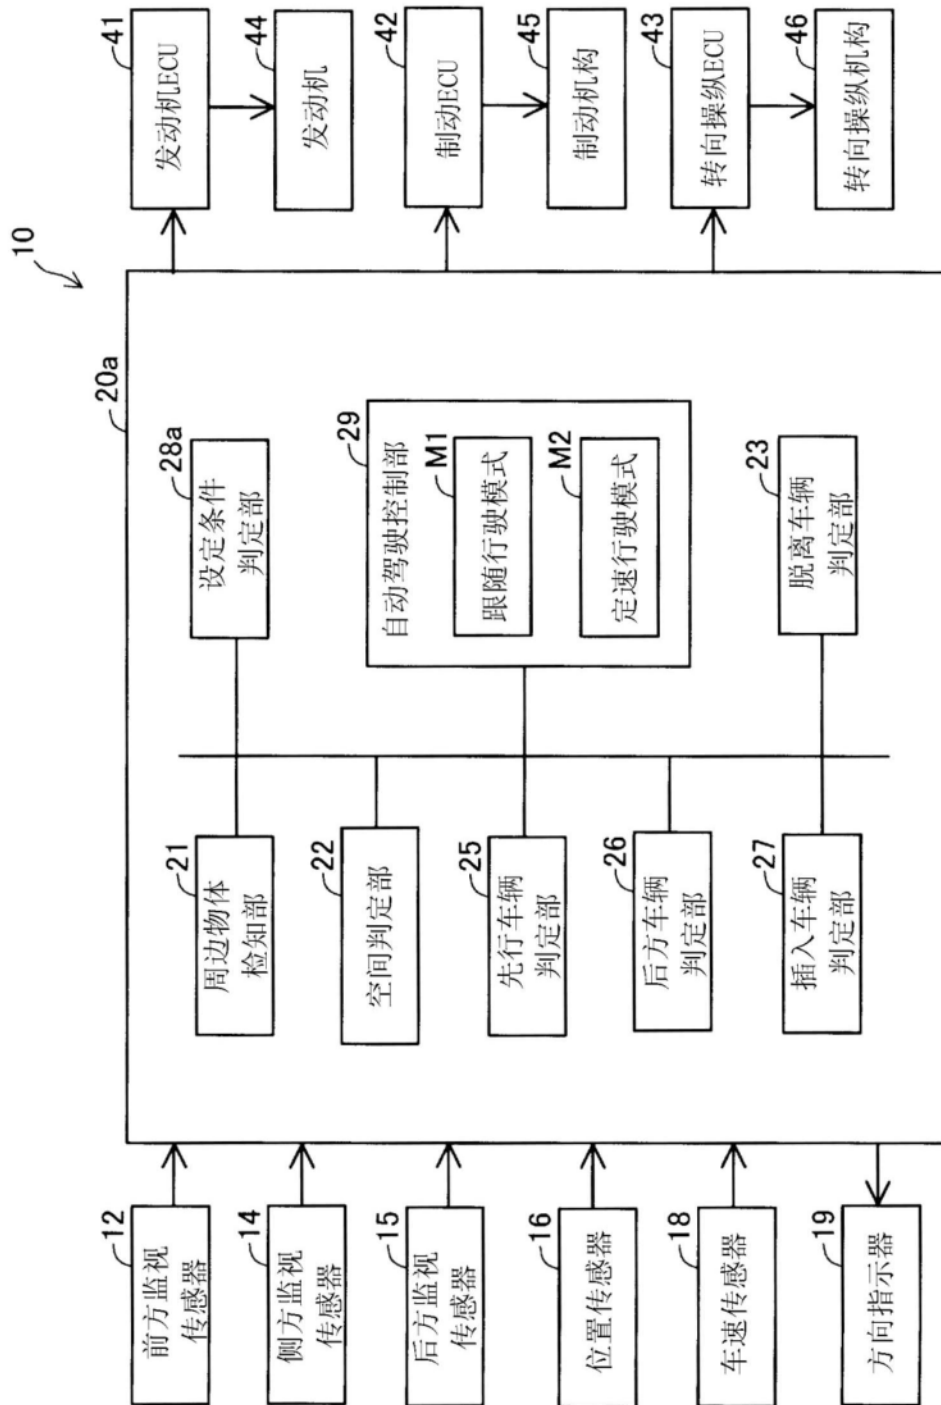 10
20a
12
前方监视
传感器
14
侧方监视
传感器
15
后方监视
传感器
16
位置传感器
18
车速传感器
19
方向指示器
21
周边物体
检知部
22
空间判定部
25
先行车辆
判定部
26
后方车辆
判定部
27
插入车辆
判定部
28a
设定条件
判定部
29
自动驾驶控制部
M1
跟随行驶模式
M2
定速行驶模式
23
脱离车辆
判定部
41
发动机ECU
44
发动机
42
制动ECU
45
制动机构
43
转向操纵ECU
46
转向操纵机构